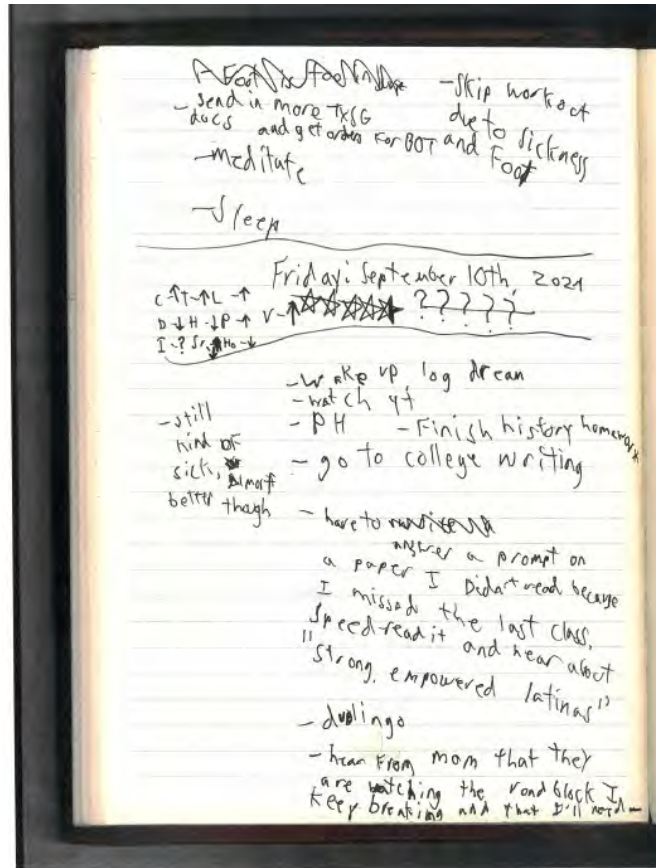 - Skip workout
- send in more TXSG
docs and get orders for BOT and Foot
due to sickness
- meditate
- Sleep
Friday: September 10th, 2021
C-↑T-↑L-↑
D-↓H-↓P-↑ V-↑ ☆☆☆☆★ ? ? ? ? ?
I-? Sr Ho-↓
- wake up, log dream
- watch yt
- PH - Finish history homework
- go to college writing
- still
kind of
sick, almost
better though
- have to
answer a prompt on
a paper I Didn't read because
I missed the last class,
speed-read it and hear about
"strong, empowered latinas"
- duolingo
- hear from mom that they
are watching the road block I
keep breaking and that I'll need -